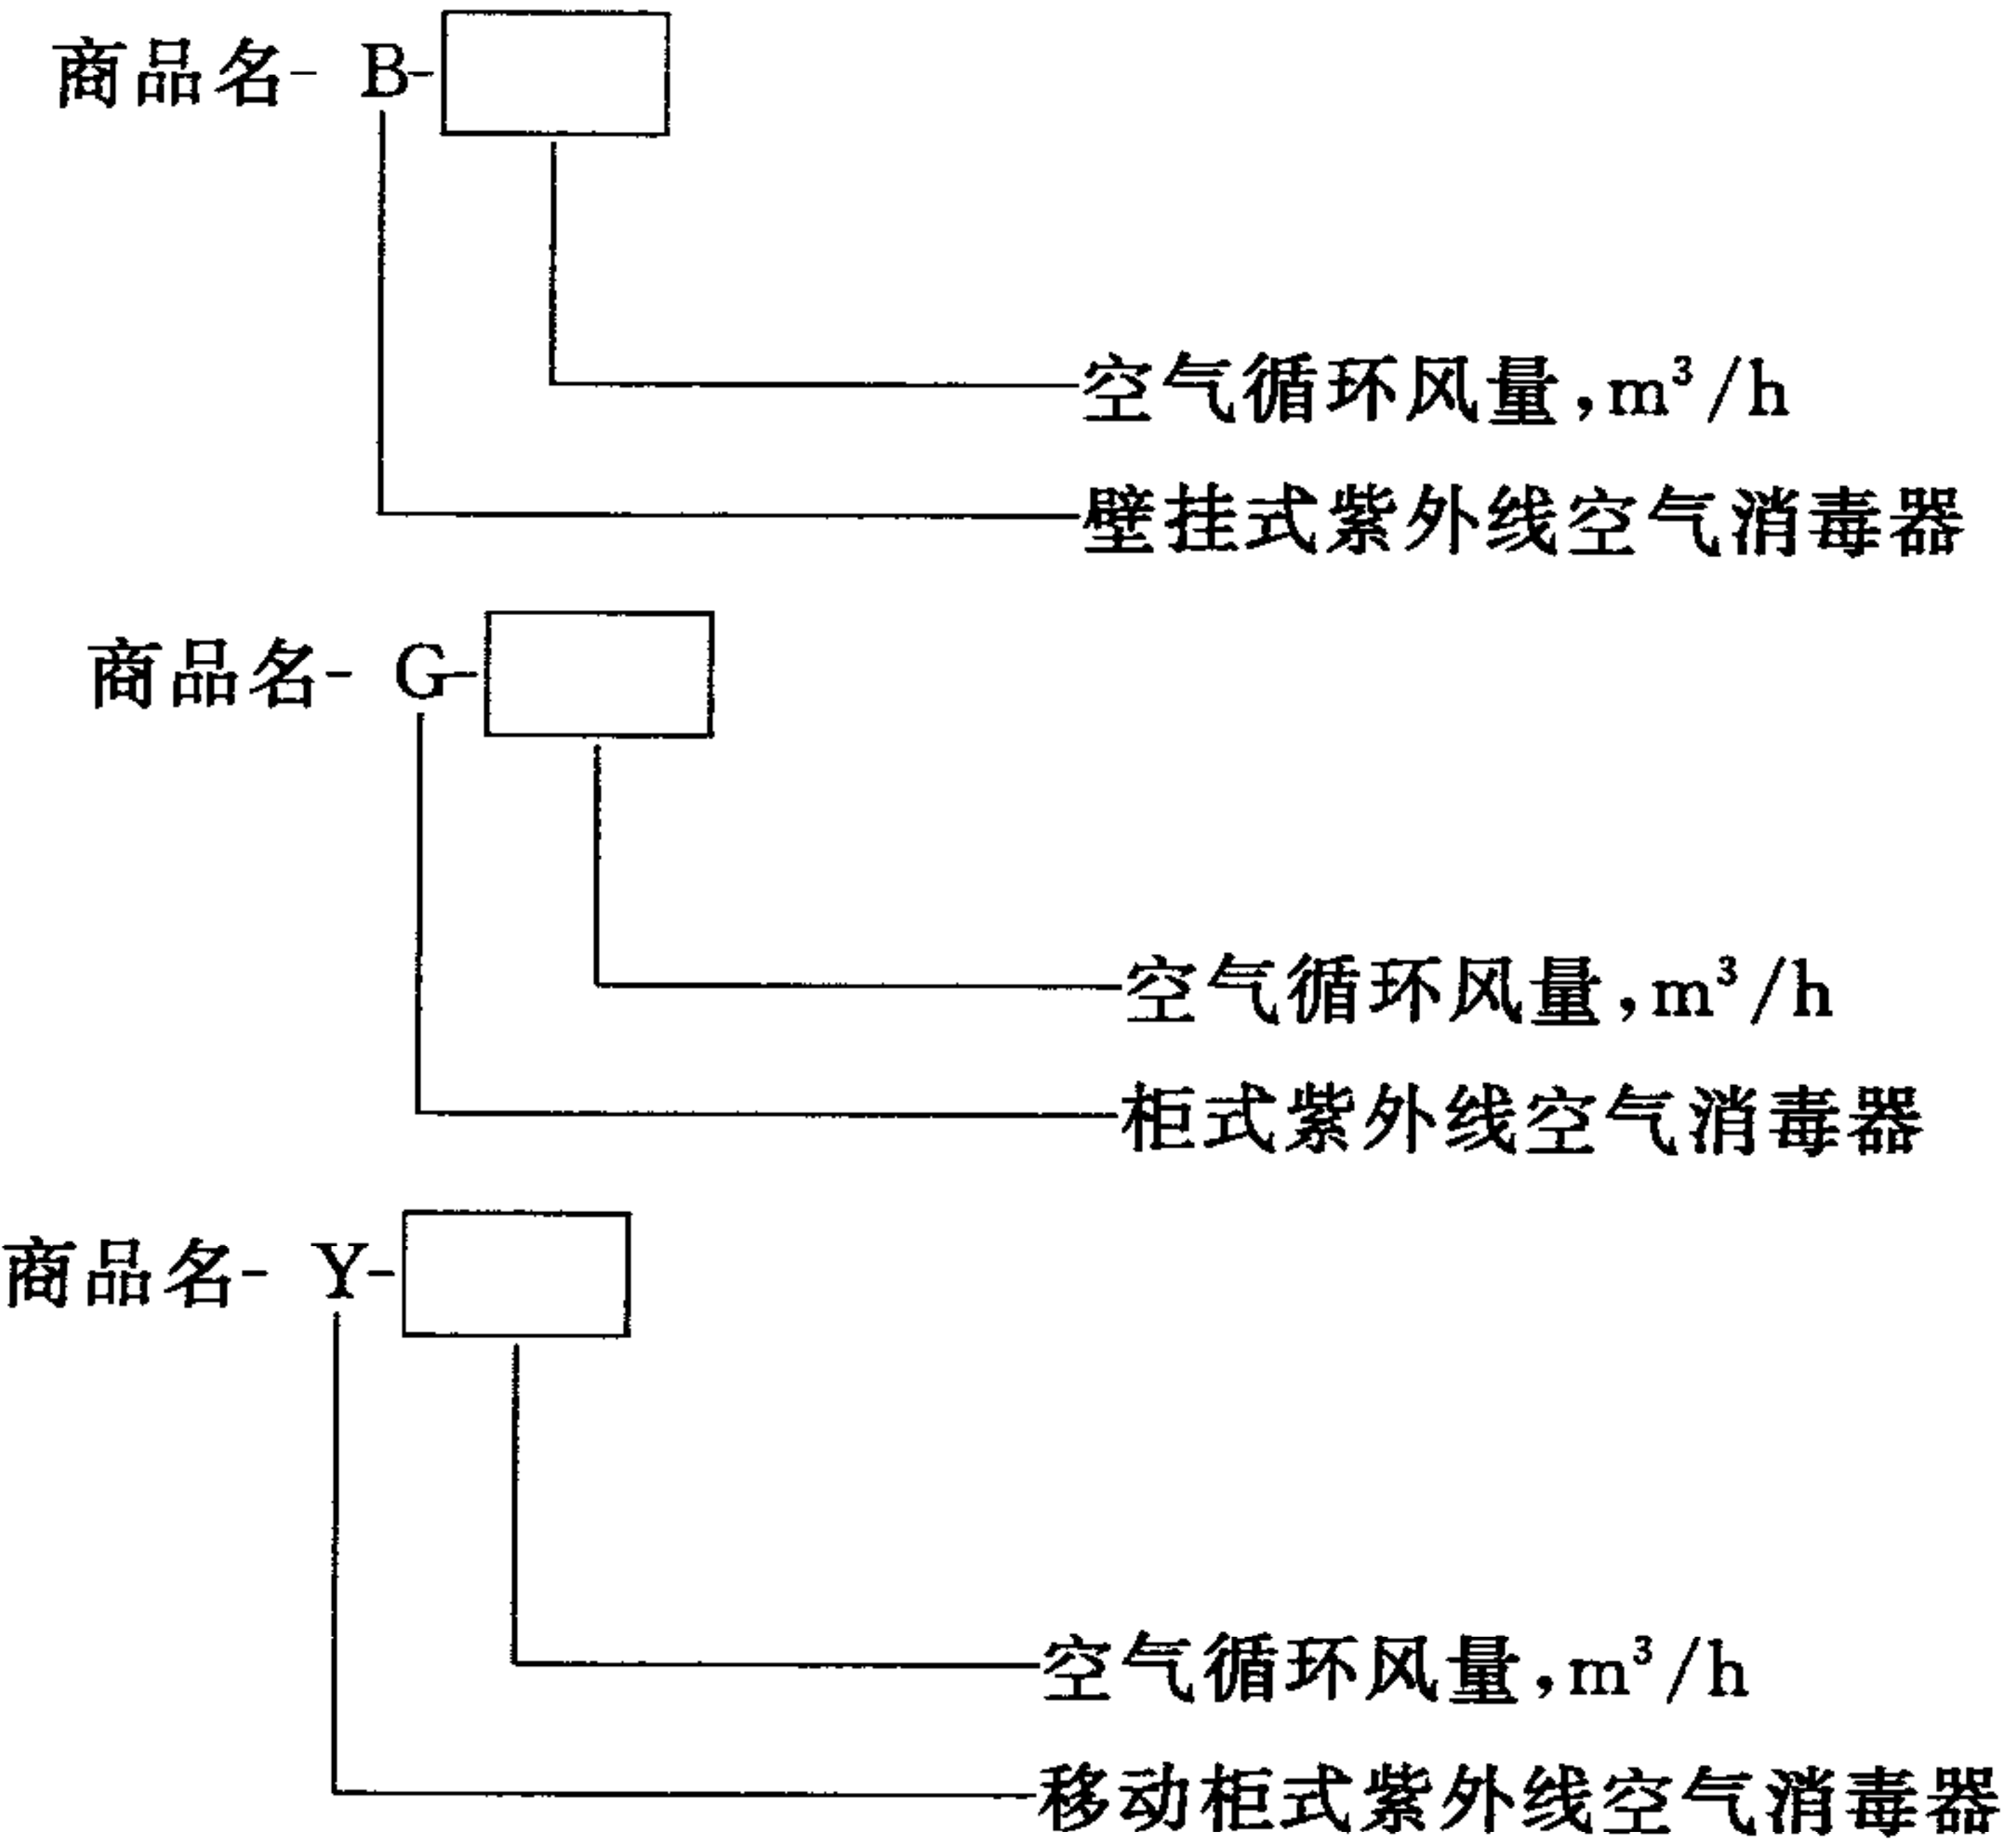 商品名- B-
空气循环风量,m³/h
壁挂式紫外线空气消毒器
商品名- G-
空气循环风量,m³/h
柜式紫外线空气消毒器
商品名- Y-
空气循环风量,m³/h
移动柜式紫外线空气消毒器